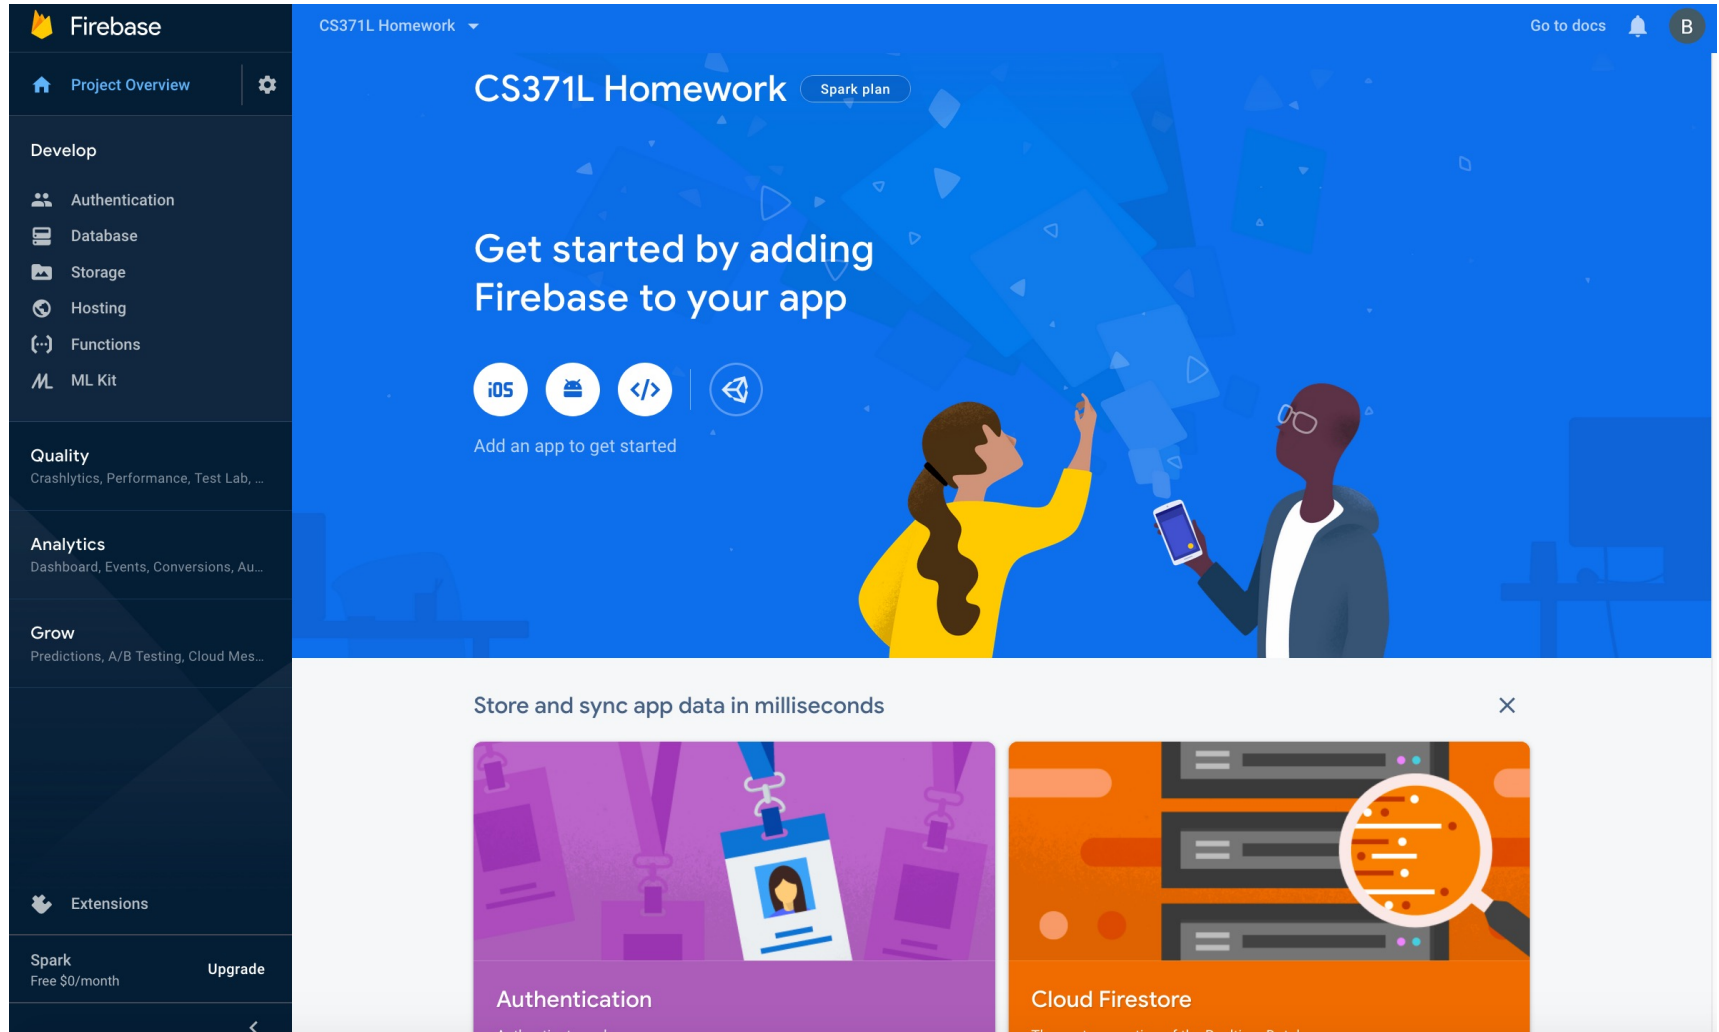 Firebase
CS371L Homework
Go to docs
B
Project Overview
CS371L Homework
Spark plan
Develop
Authentication
Database
Storage
Hosting
Functions
ML Kit
Get started by adding
Firebase to your app
iOS
</>
Add an app to get started
Quality
Crashlytics, Performance, Test Lab, ...
Analytics
Dashboard, Events, Conversions, Au...
Grow
Predictions, A/B Testing, Cloud Mes...
Extensions
Spark
Free $0/month
Upgrade
Store and sync app data in milliseconds
Authentication
Cloud Firestore